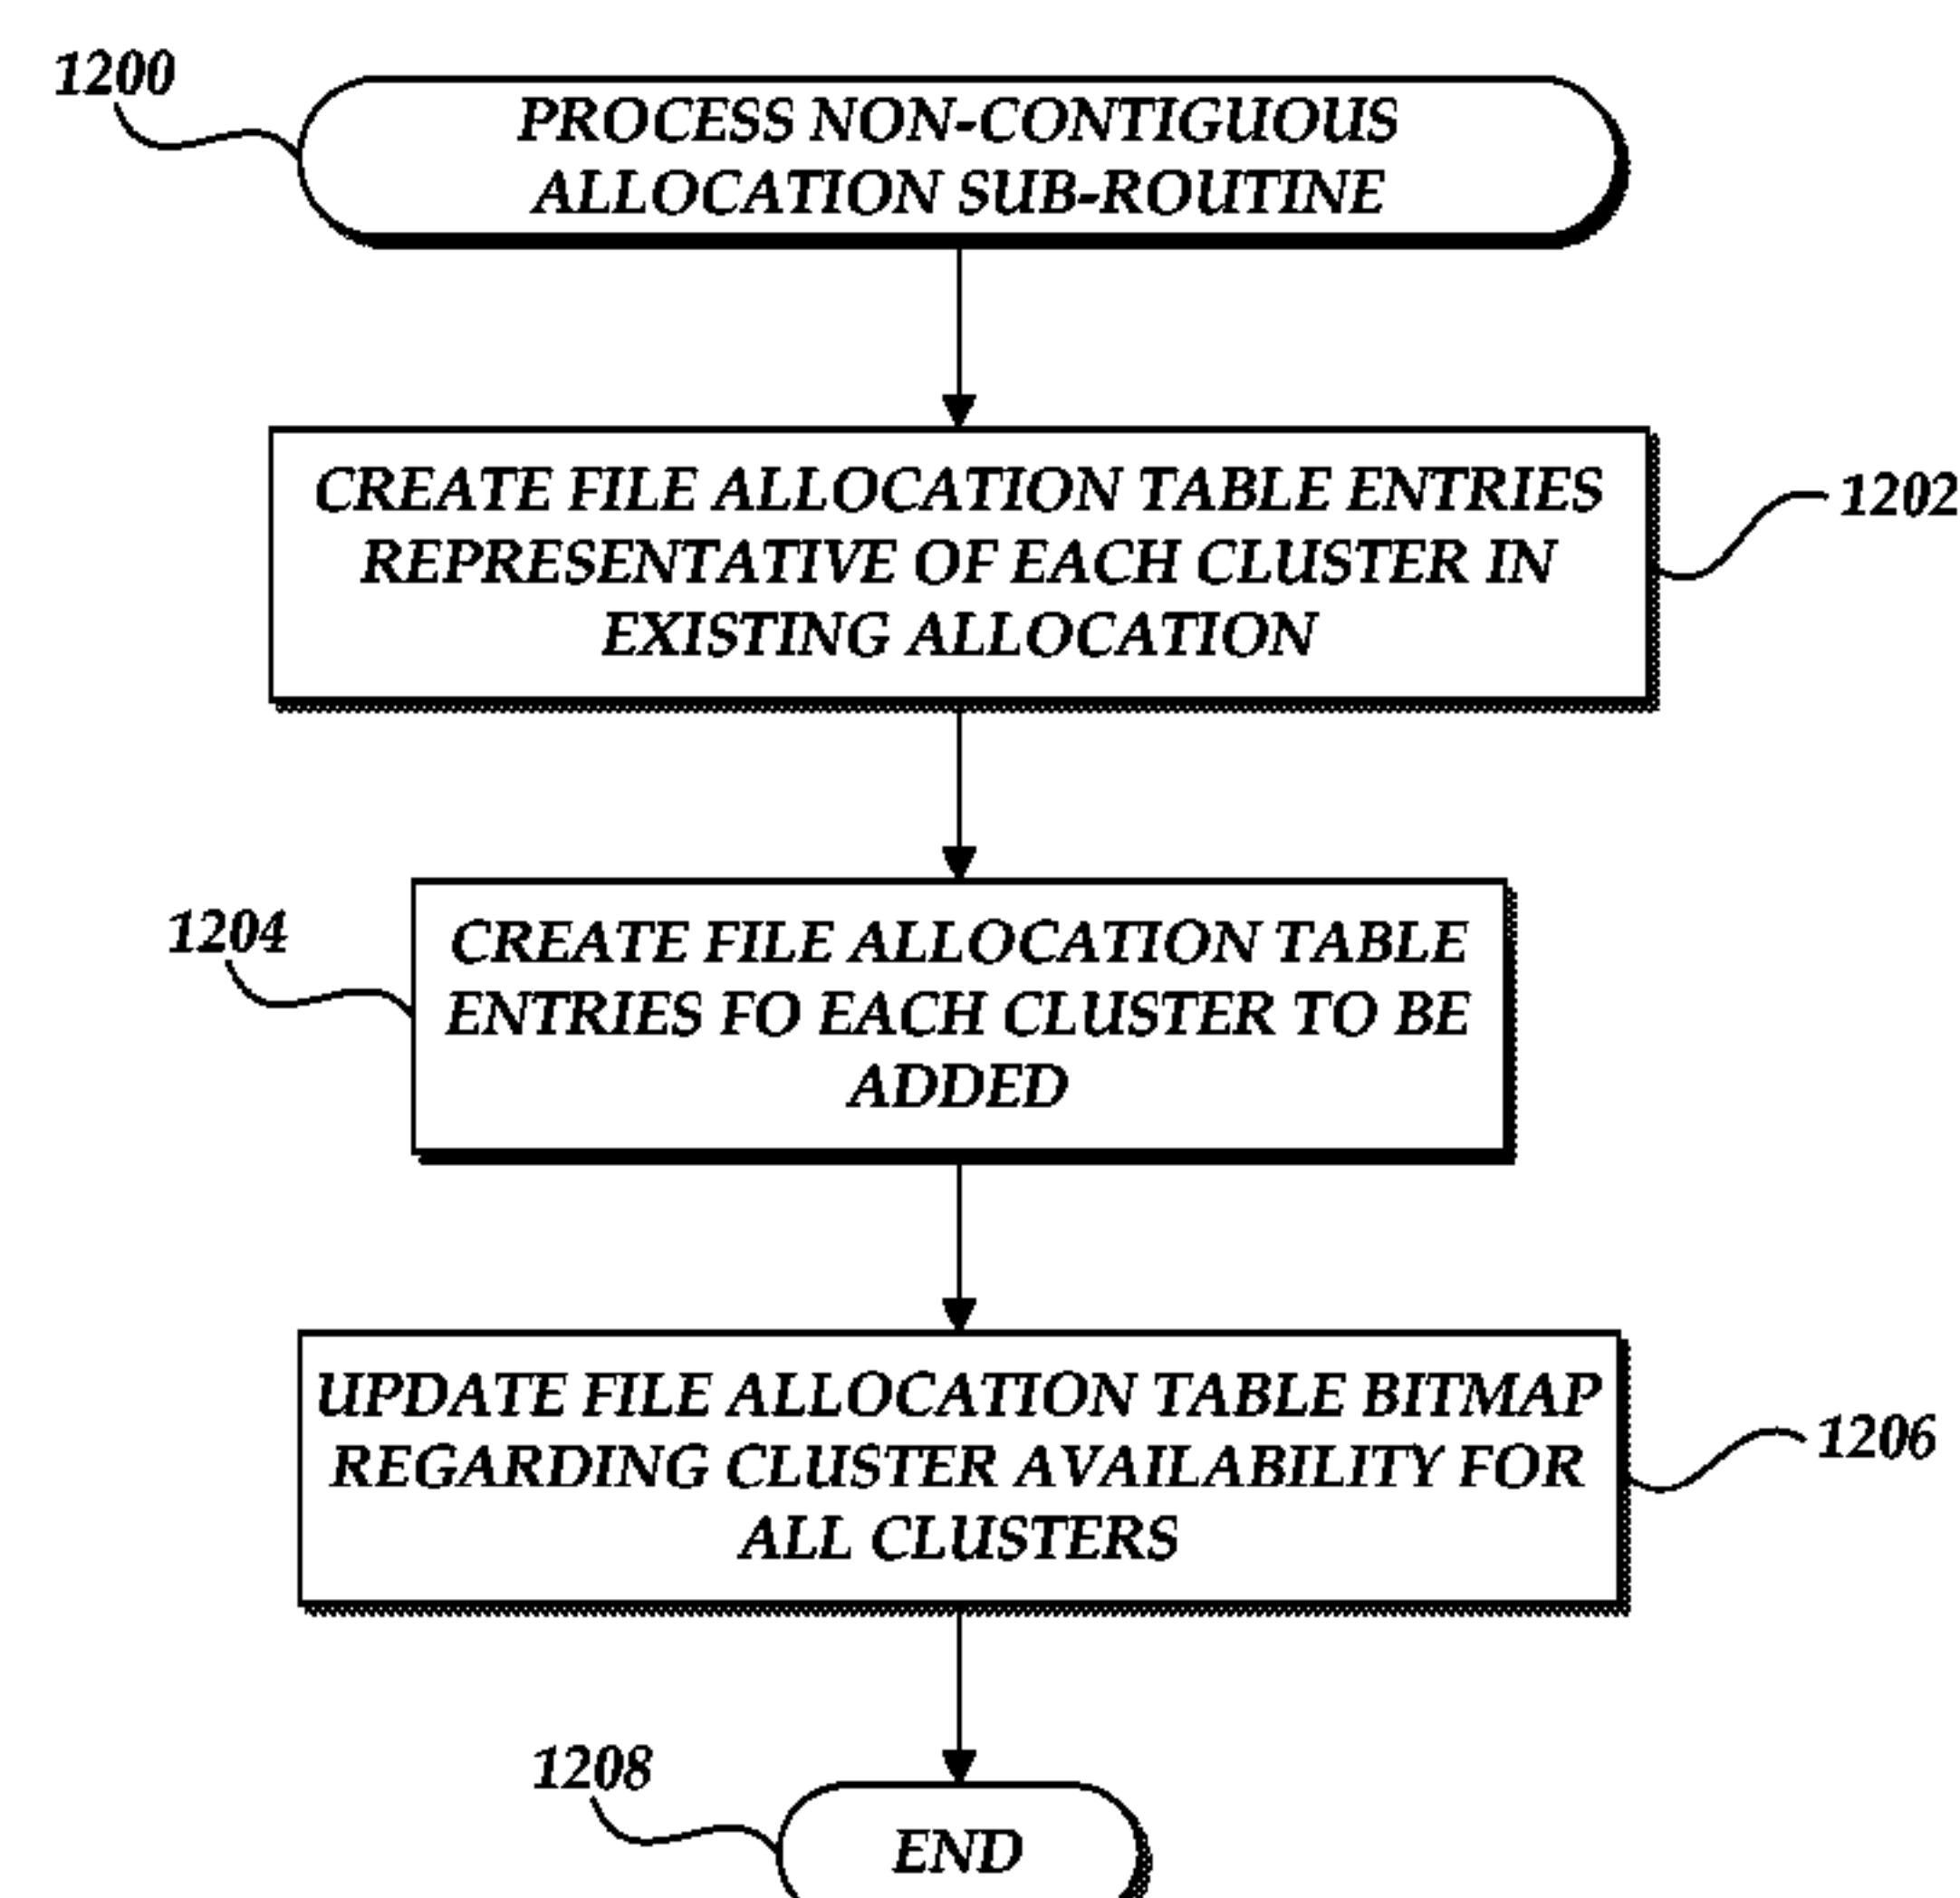 1200
PROCESS NON-CONTIGUOUS
ALLOCATION SUB-ROUTINE
CREATE FILE ALLOCATION TABLE ENTRIES
REPRESENTATIVE OF EACH CLUSTER IN
EXISTING ALLOCATION
1202
1204
CREATE FILE ALLOCATION TABLE
ENTRIES FO EACH CLUSTER TO BE
ADDED
UPDATE FILE ALLOCATION TABLE BITMAP
REGARDING CLUSTER AVAILABILITY FOR
ALL CLUSTERS
1206
1208
END